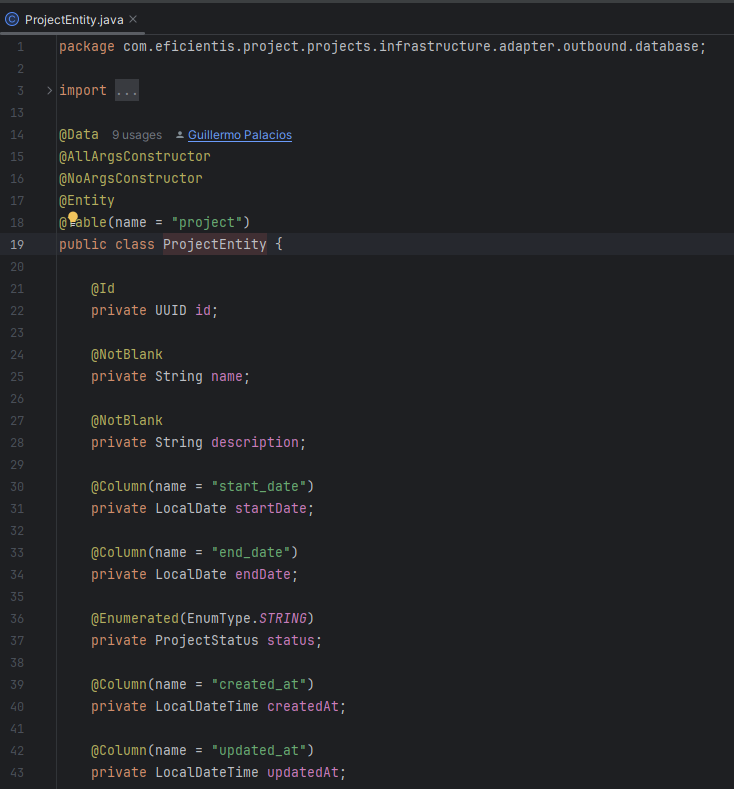 ProjectEntity.java
1 package com.eficientis.project.projects.infrastructure.adapter.outbound.database;
2
3 import ...
13
14 @Data 9 usages Guillermo Palacios
15 @AllArgsConstructor
16 @NoArgsConstructor
17 @Entity
18 @Table(name = "project")
19 public class ProjectEntity {
20
21 @Id
22 private UUID id;
23
24 @NotBlank
25 private String name;
26
27 @NotBlank
28 private String description;
29
30 @Column(name = "start_date")
31 private LocalDate startDate;
32
33 @Column(name = "end_date")
34 private LocalDate endDate;
35
36 @Enumerated(EnumType.STRING)
37 private ProjectStatus status;
38
39 @Column(name = "created_at")
40 private LocalDateTime createdAt;
41
42 @Column(name = "updated_at")
43 private LocalDateTime updatedAt;